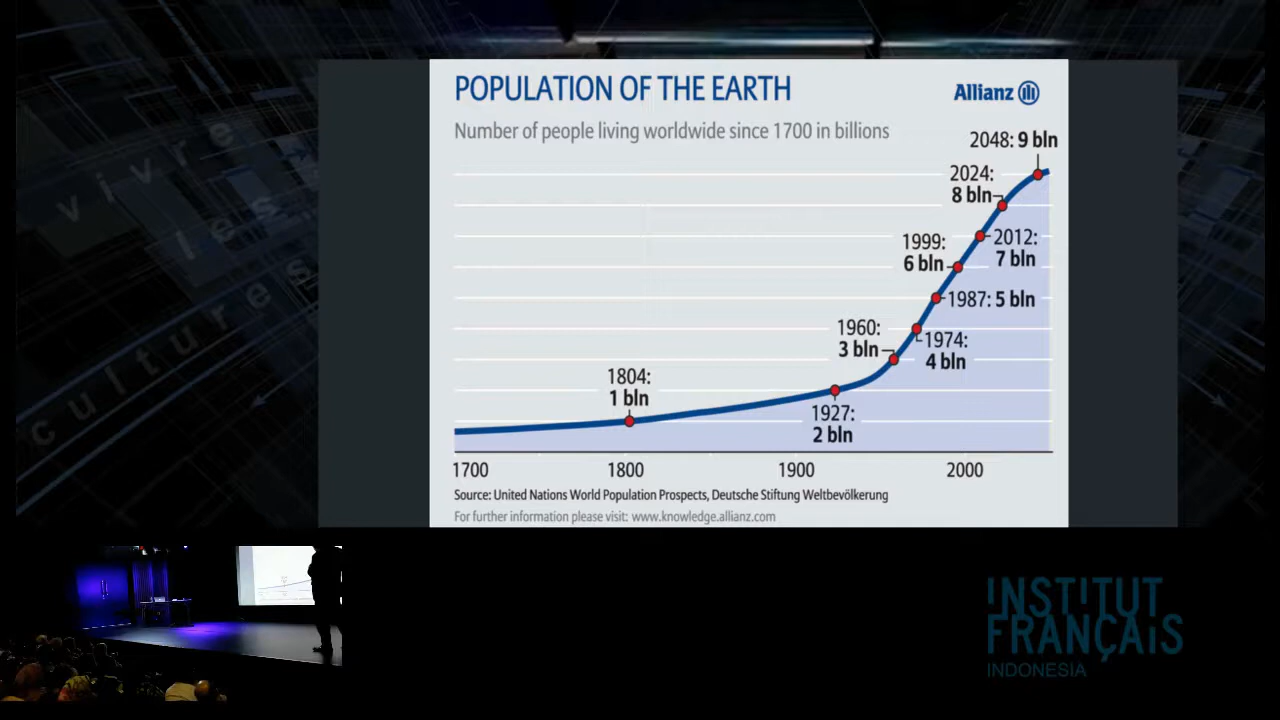 POPULATION OF THE EARTH
Allianz
Number of people living worldwide since 1700 in billions
2048: 9 bln
2024:
8 bln
1999:
6 bln
2012:
7 bln
1987: 5 bln
1960:
3 bln
1974:
4 bln
1804:
1 bln
1927:
2 bln
1700 1800 1900 2000
Source: United Nations World Population Prospects, Deutsche Stiftung Weltbevölkerung
For further information please visit: www.knowledge.allianz.com
vivre
les
cultures
INSTITUT
FRANÇAIS
INDONESIA